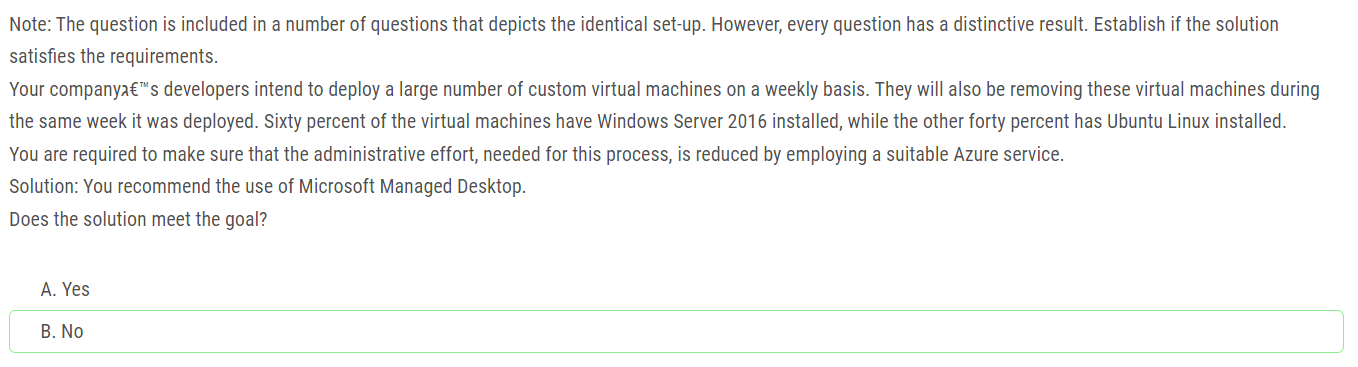 Note: The question is included in a number of questions that depicts the identical set-up. However, every question has a distinctive result. Establish if the solution
satisfies the requirements.
Your companyג€™s developers intend to deploy a large number of custom virtual machines on a weekly basis. They will also be removing these virtual machines during
the same week it was deployed. Sixty percent of the virtual machines have Windows Server 2016 installed, while the other forty percent has Ubuntu Linux installed.
You are required to make sure that the administrative effort, needed for this process, is reduced by employing a suitable Azure service.
Solution: You recommend the use of Microsoft Managed Desktop.
Does the solution meet the goal?
A. Yes
B. No